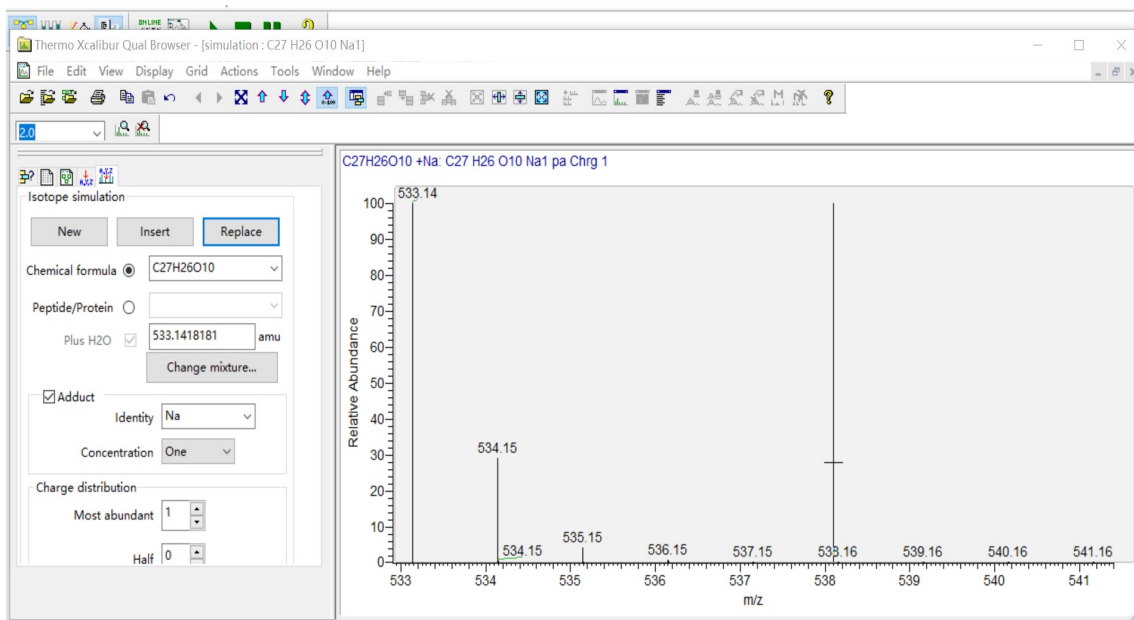 ON LINE
Thermo Xcalibur Qual Browser - [simulation : C27 H26 O10 Na1]
File Edit View Display Grid Actions Tools Window Help
2.0
C27H26O10 +Na: C27 H26 O10 Na1 pa Chrg 1
Isotope simulation
New Insert Replace
Chemical formula C27H26O10
Peptide/Protein
Plus H2O 533.1418181 amu
Change mixture...
Adduct
Identity Na
Concentration One
Charge distribution
Most abundant 1
Half 0
Relative Abundance
100
90
80
70
60
50
40
30
20
10
0
533.14
534.15
534.15
535.15
536.15
537.15
538.16
539.16
540.16
541.16
533 534 535 536 537 538 539 540 541
m/z